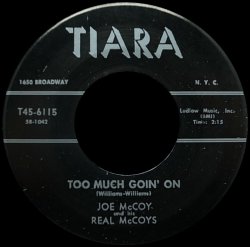 TIARA
1650 BROADWAY
N. Y. C.
T45-6115
58-1042
Ludlow Music, Inc.
(BMI)
Time: 2:15
TOO MUCH GOIN' ON
(Williams-Williams)
JOE McCOY
and his
REAL McCOYS